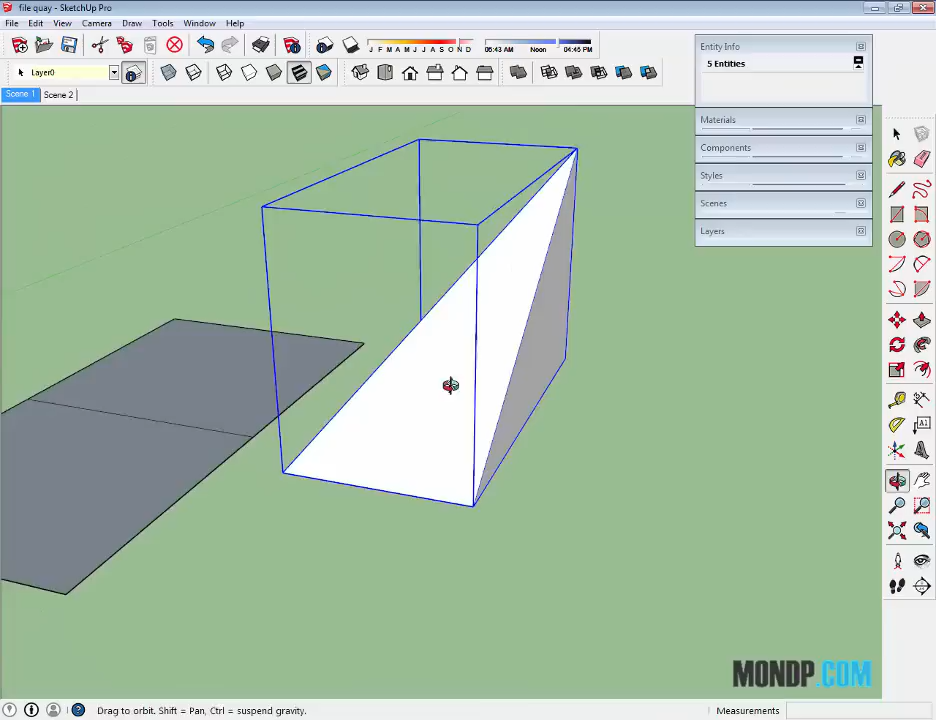 file quay - SketchUp Pro
File Edit View Camera Draw Tools Window Help
J F M A M J J A S O N D 06:43 AM Noon 04:45 PM
Layer0
Scene 1 Scene 2
Entity Info
5 Entities
Materials
Components
Styles
Scenes
Layers
A1
MONDP.COM
Drag to orbit. Shift = Pan, Ctrl = suspend gravity. Measurements